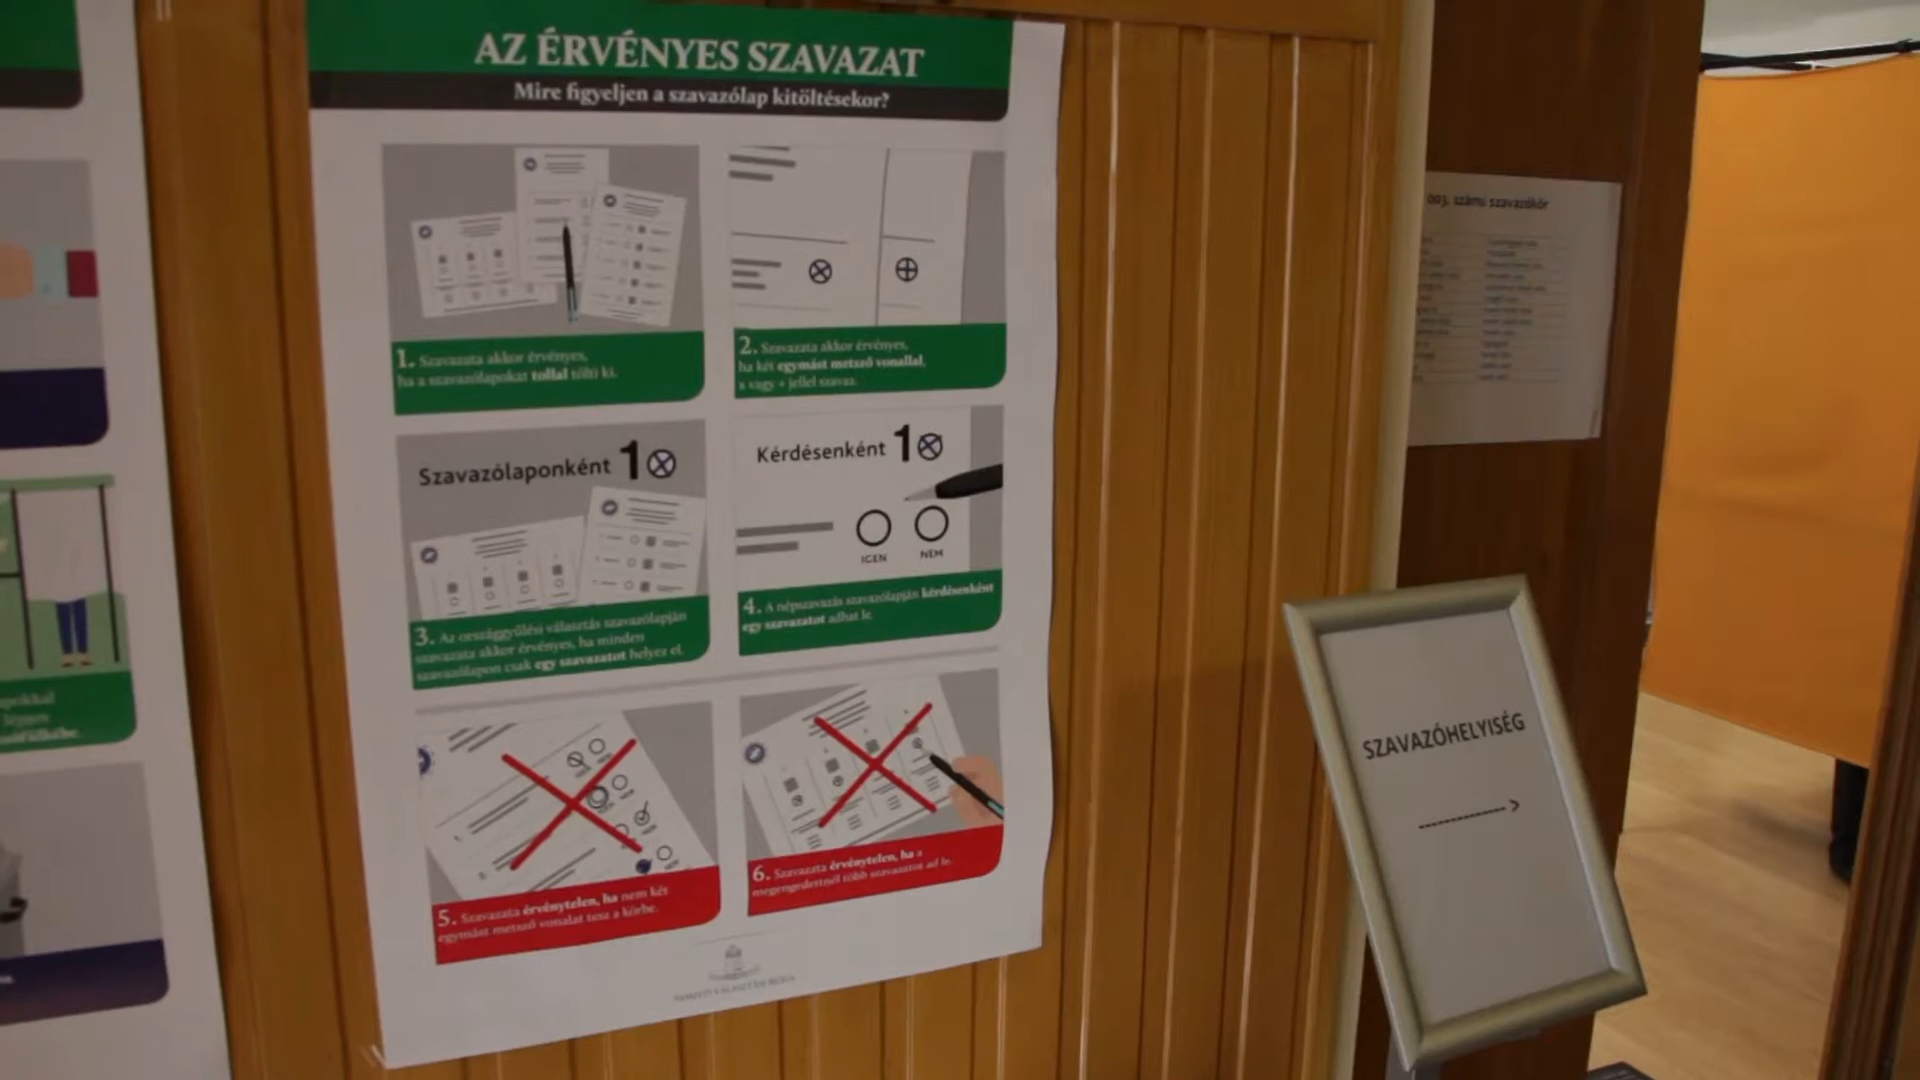 AZ ÉRVÉNYES SZAVAZAT
Mire figyeljen a szavazólap kitöltésekor?
1. Szavazata akkor érvényes,
ha a szavazólapokat tollal tölti ki.
2. Szavazata akkor érvényes,
ha két egymást metsző vonallal,
x vagy + jellel szavaz.
Szavazólaponként 1
3. Az országgyűlési választás szavazólapján
szavazata akkor érvényes, ha minden
szavazólapon csak egy szavazatot helyez el.
Kérdésenként 1
IGEN NEM
4. A népszavazás szavazólapján kérdésenként
egy szavazatot adhat le.
5. Szavazata érvénytelen, ha nem két
egymást metsző vonalat tesz a körbe.
6. Szavazata érvénytelen, ha a
megengedettnél több szavazatot ad le.
NEMZETI VÁLASZTÁSI IRODA
003. számú szavazókör
SZAVAZÓHELYISÉG